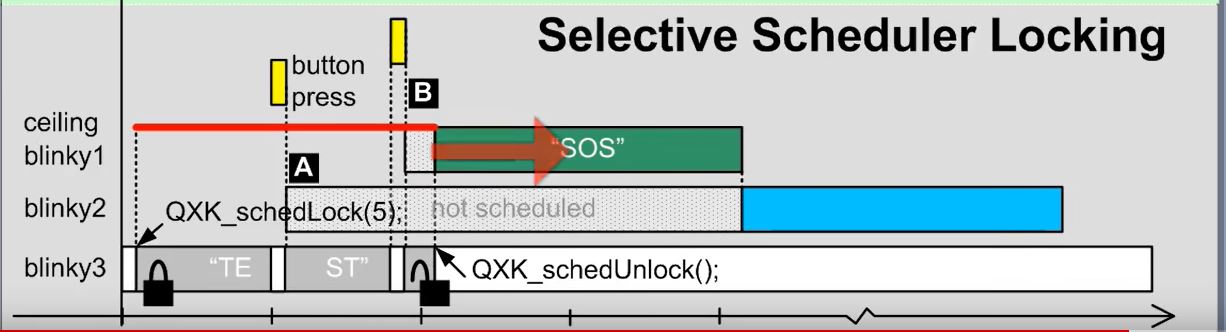 Selective Scheduler Locking
button
press
B
ceiling
blinky1
"SOS"
A
blinky2
QXK_schedLock(5);
not scheduled
blinky3
"TE
ST"
QXK_schedUnlock();